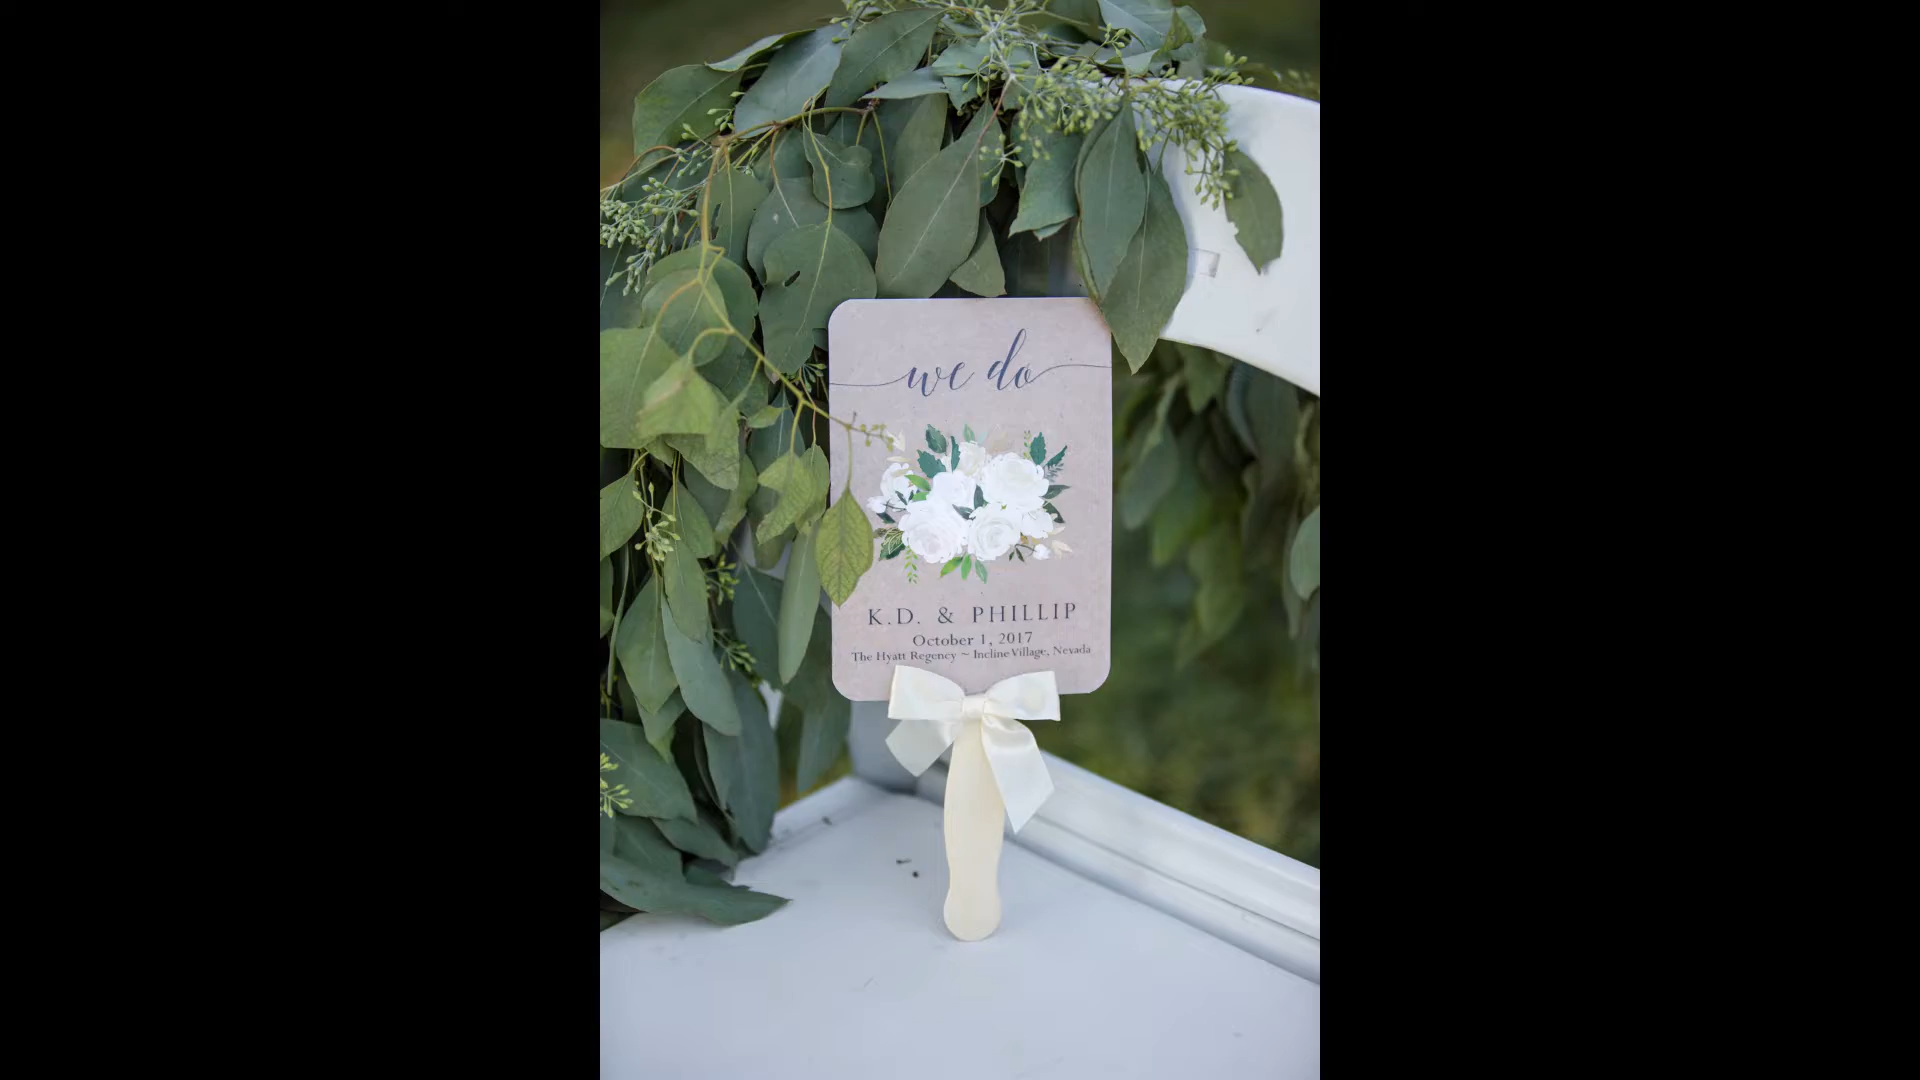 we do
K.D. & PHILLIP
October 1, 2017
The Hyatt Regency ~ Incline Village, Nevada